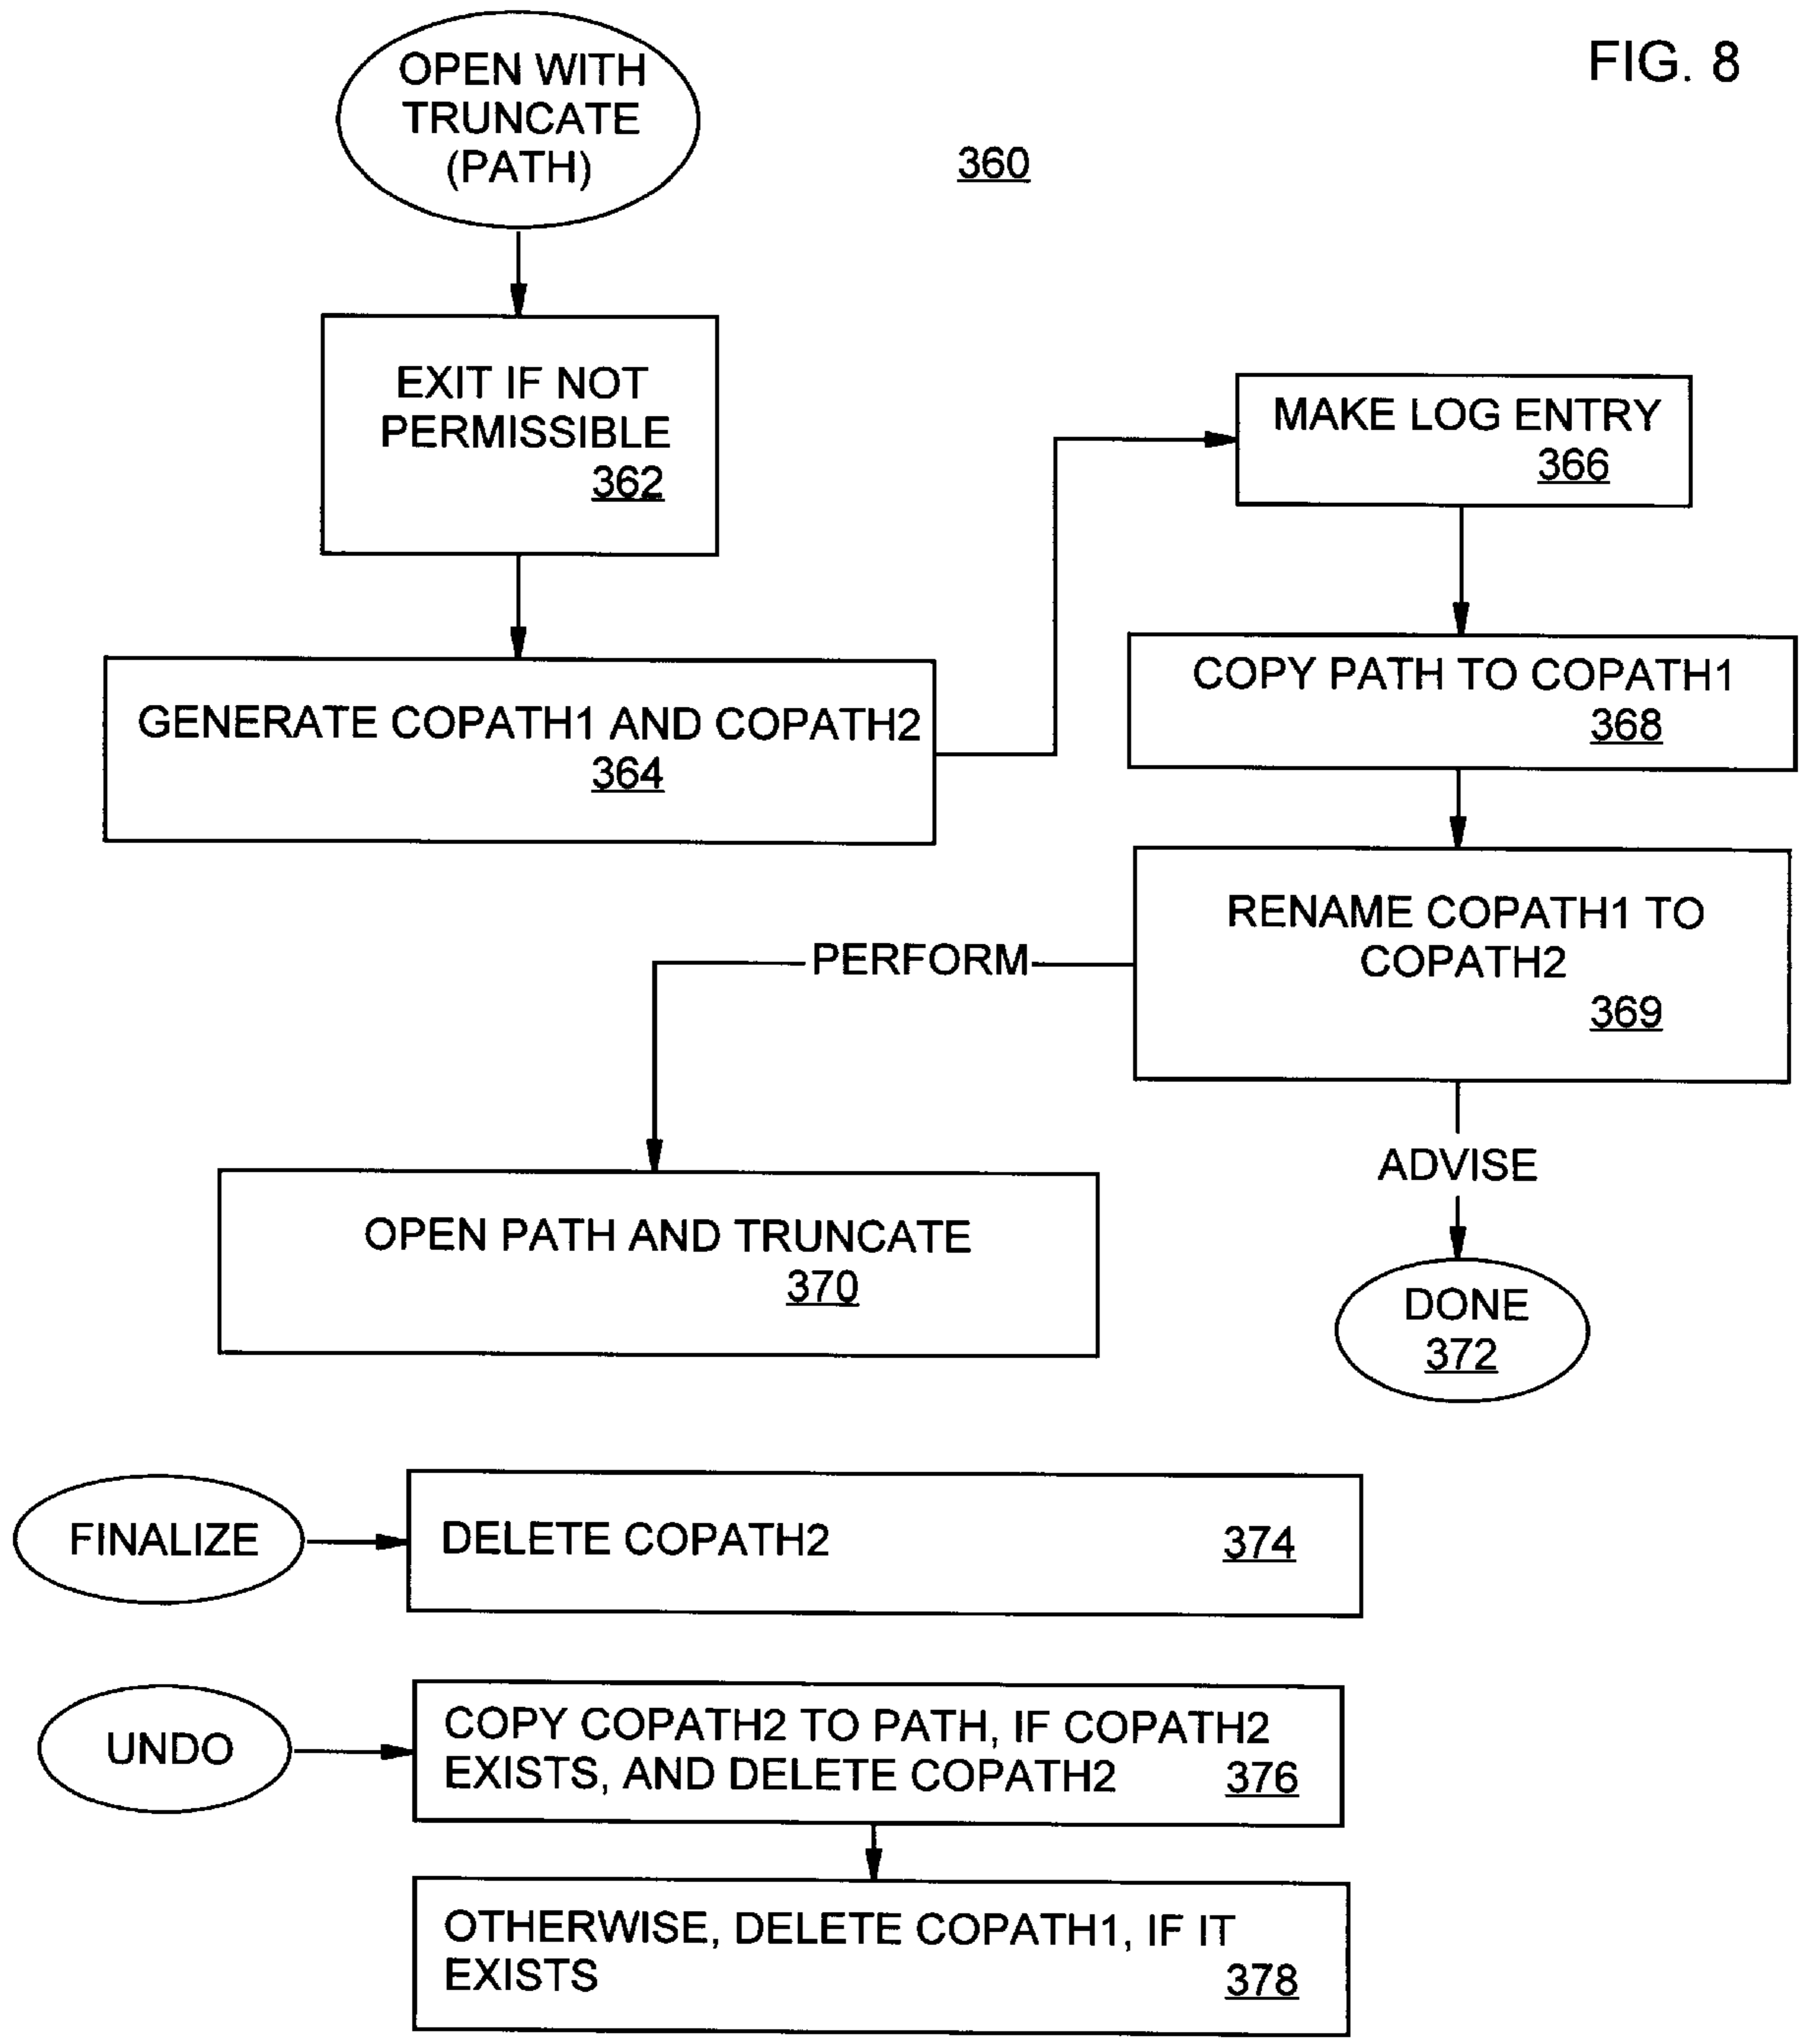 FIG. 8
360
OPEN WITH
TRUNCATE
(PATH)
EXIT IF NOT
PERMISSIBLE
362
GENERATE COPATH1 AND COPATH2
364
MAKE LOG ENTRY
366
COPY PATH TO COPATH1
368
RENAME COPATH1 TO
COPATH2
369
PERFORM
OPEN PATH AND TRUNCATE
370
ADVISE
DONE
372
FINALIZE
DELETE COPATH2 374
UNDO
COPY COPATH2 TO PATH, IF COPATH2
EXISTS, AND DELETE COPATH2 376
OTHERWISE, DELETE COPATH1, IF IT
EXISTS 378